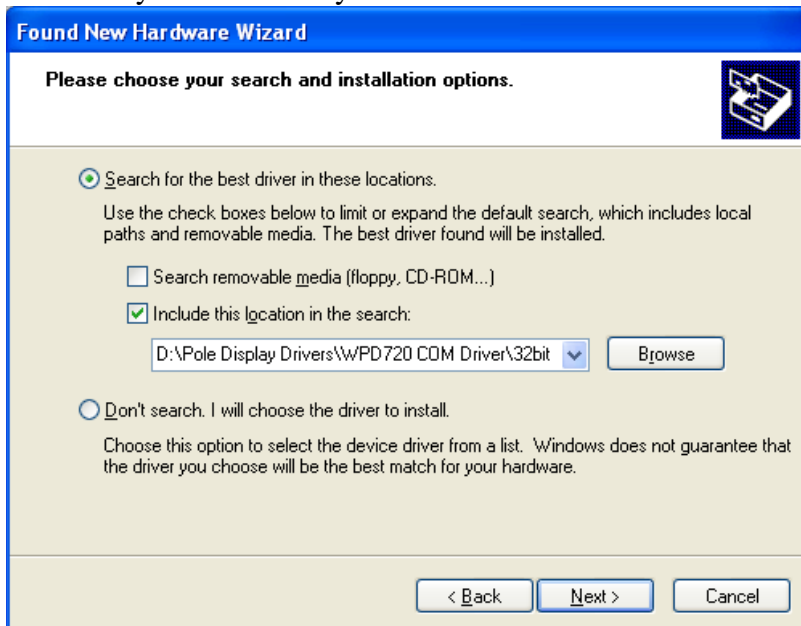 Found New Hardware Wizard
Please choose your search and installation options.
Search for the best driver in these locations.
Use the check boxes below to limit or expand the default search, which includes local
paths and removable media. The best driver found will be installed.
Search removable media (floppy, CD-ROM...)
Include this location in the search:
D:\Pole Display Drivers\WPD720 COM Driver\32bit
Browse
Don't search. I will choose the driver to install.
Choose this option to select the device driver from a list. Windows does not guarantee that
the driver you choose will be the best match for your hardware.
< Back
Next >
Cancel